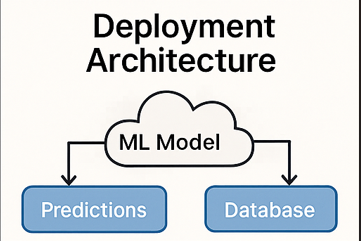 Deployment
Architecture
ML Model
Predictions
Database